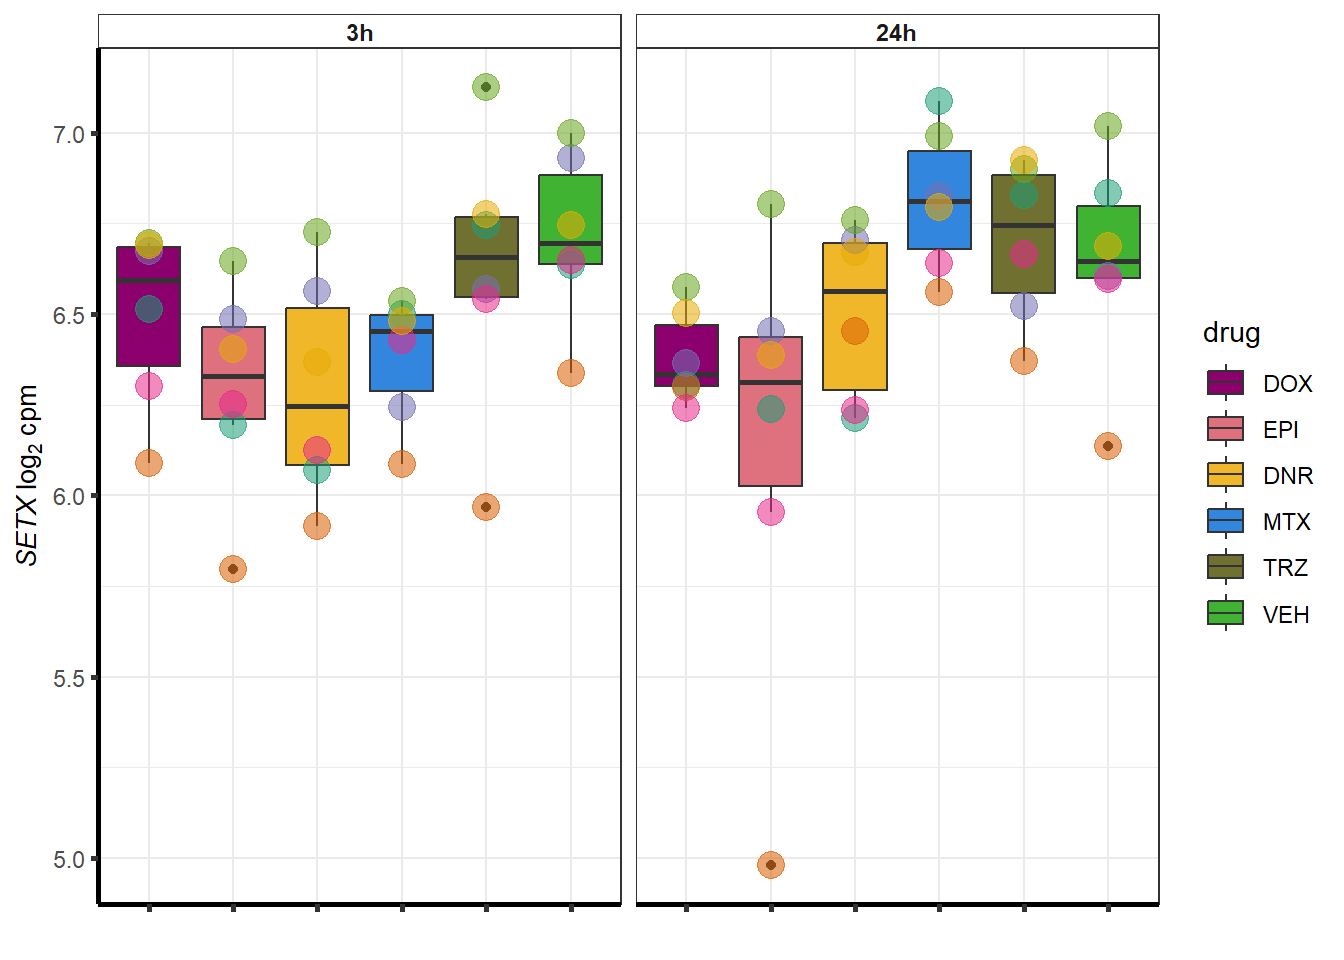 3h
24h
7.0
6.5
6.0
5.5
5.0
SETX log₂ cpm
drug
DOX
EPI
DNR
MTX
TRZ
VEH